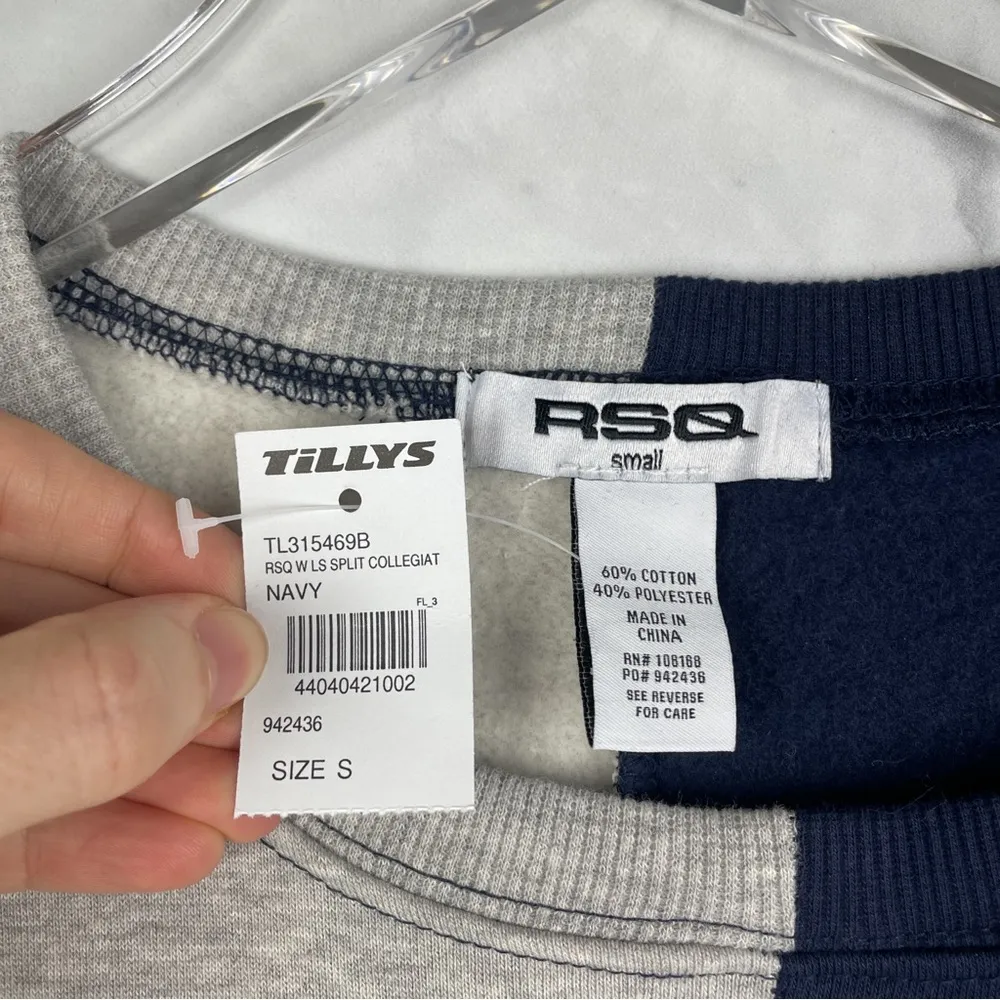 TiLLYS
TL315469B
RSQ W LS SPLIT COLLEGIAT
NAVY
FL_3
44040421002
942436
SIZE S
RSQ
small
60% COTTON
40% POLYESTER
MADE IN
CHINA
RN# 108168
PO# 942436
SEE REVERSE
FOR CARE